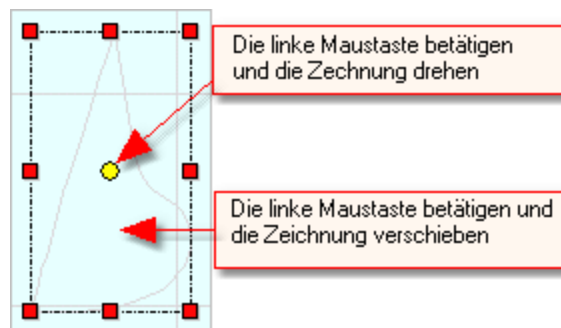 Die linke Maustaste betätigen
und die Zechnung drehen
Die linke Maustaste betätigen und
die Zeichnung verschieben